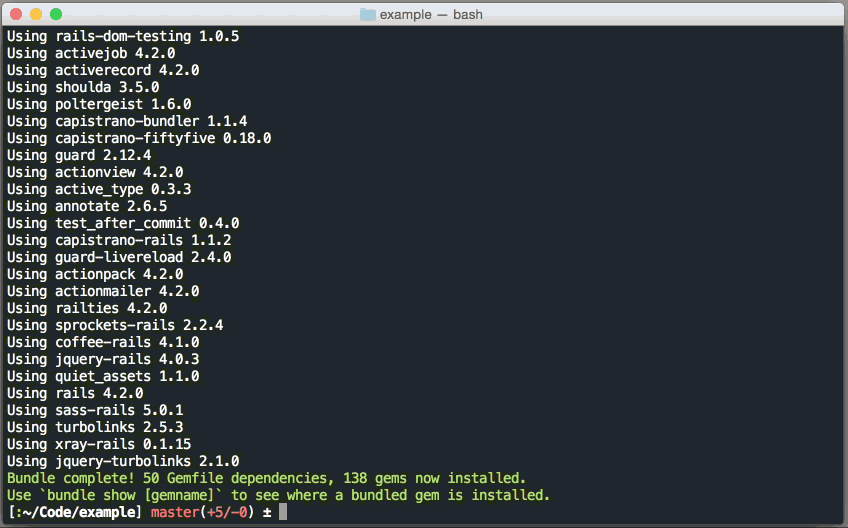 example — bash
Using rails-dom-testing 1.0.5
Using activejob 4.2.0
Using activerecord 4.2.0
Using shoulda 3.5.0
Using poltergeist 1.6.0
Using capistrano-bundler 1.1.4
Using capistrano-fiftyfive 0.18.0
Using guard 2.12.4
Using actionview 4.2.0
Using active_type 0.3.3
Using annotate 2.6.5
Using test_after_commit 0.4.0
Using capistrano-rails 1.1.2
Using guard-livereload 2.4.0
Using actionpack 4.2.0
Using actionmailer 4.2.0
Using railties 4.2.0
Using sprockets-rails 2.2.4
Using coffee-rails 4.1.0
Using jquery-rails 4.0.3
Using quiet_assets 1.1.0
Using rails 4.2.0
Using sass-rails 5.0.1
Using turbolinks 2.5.3
Using xray-rails 0.1.15
Using jquery-turbolinks 2.1.0
Bundle complete! 50 Gemfile dependencies, 138 gems now installed.
Use `bundle show [gemname]` to see where a bundled gem is installed.
[:~/Code/example] master(+5/-0) ±